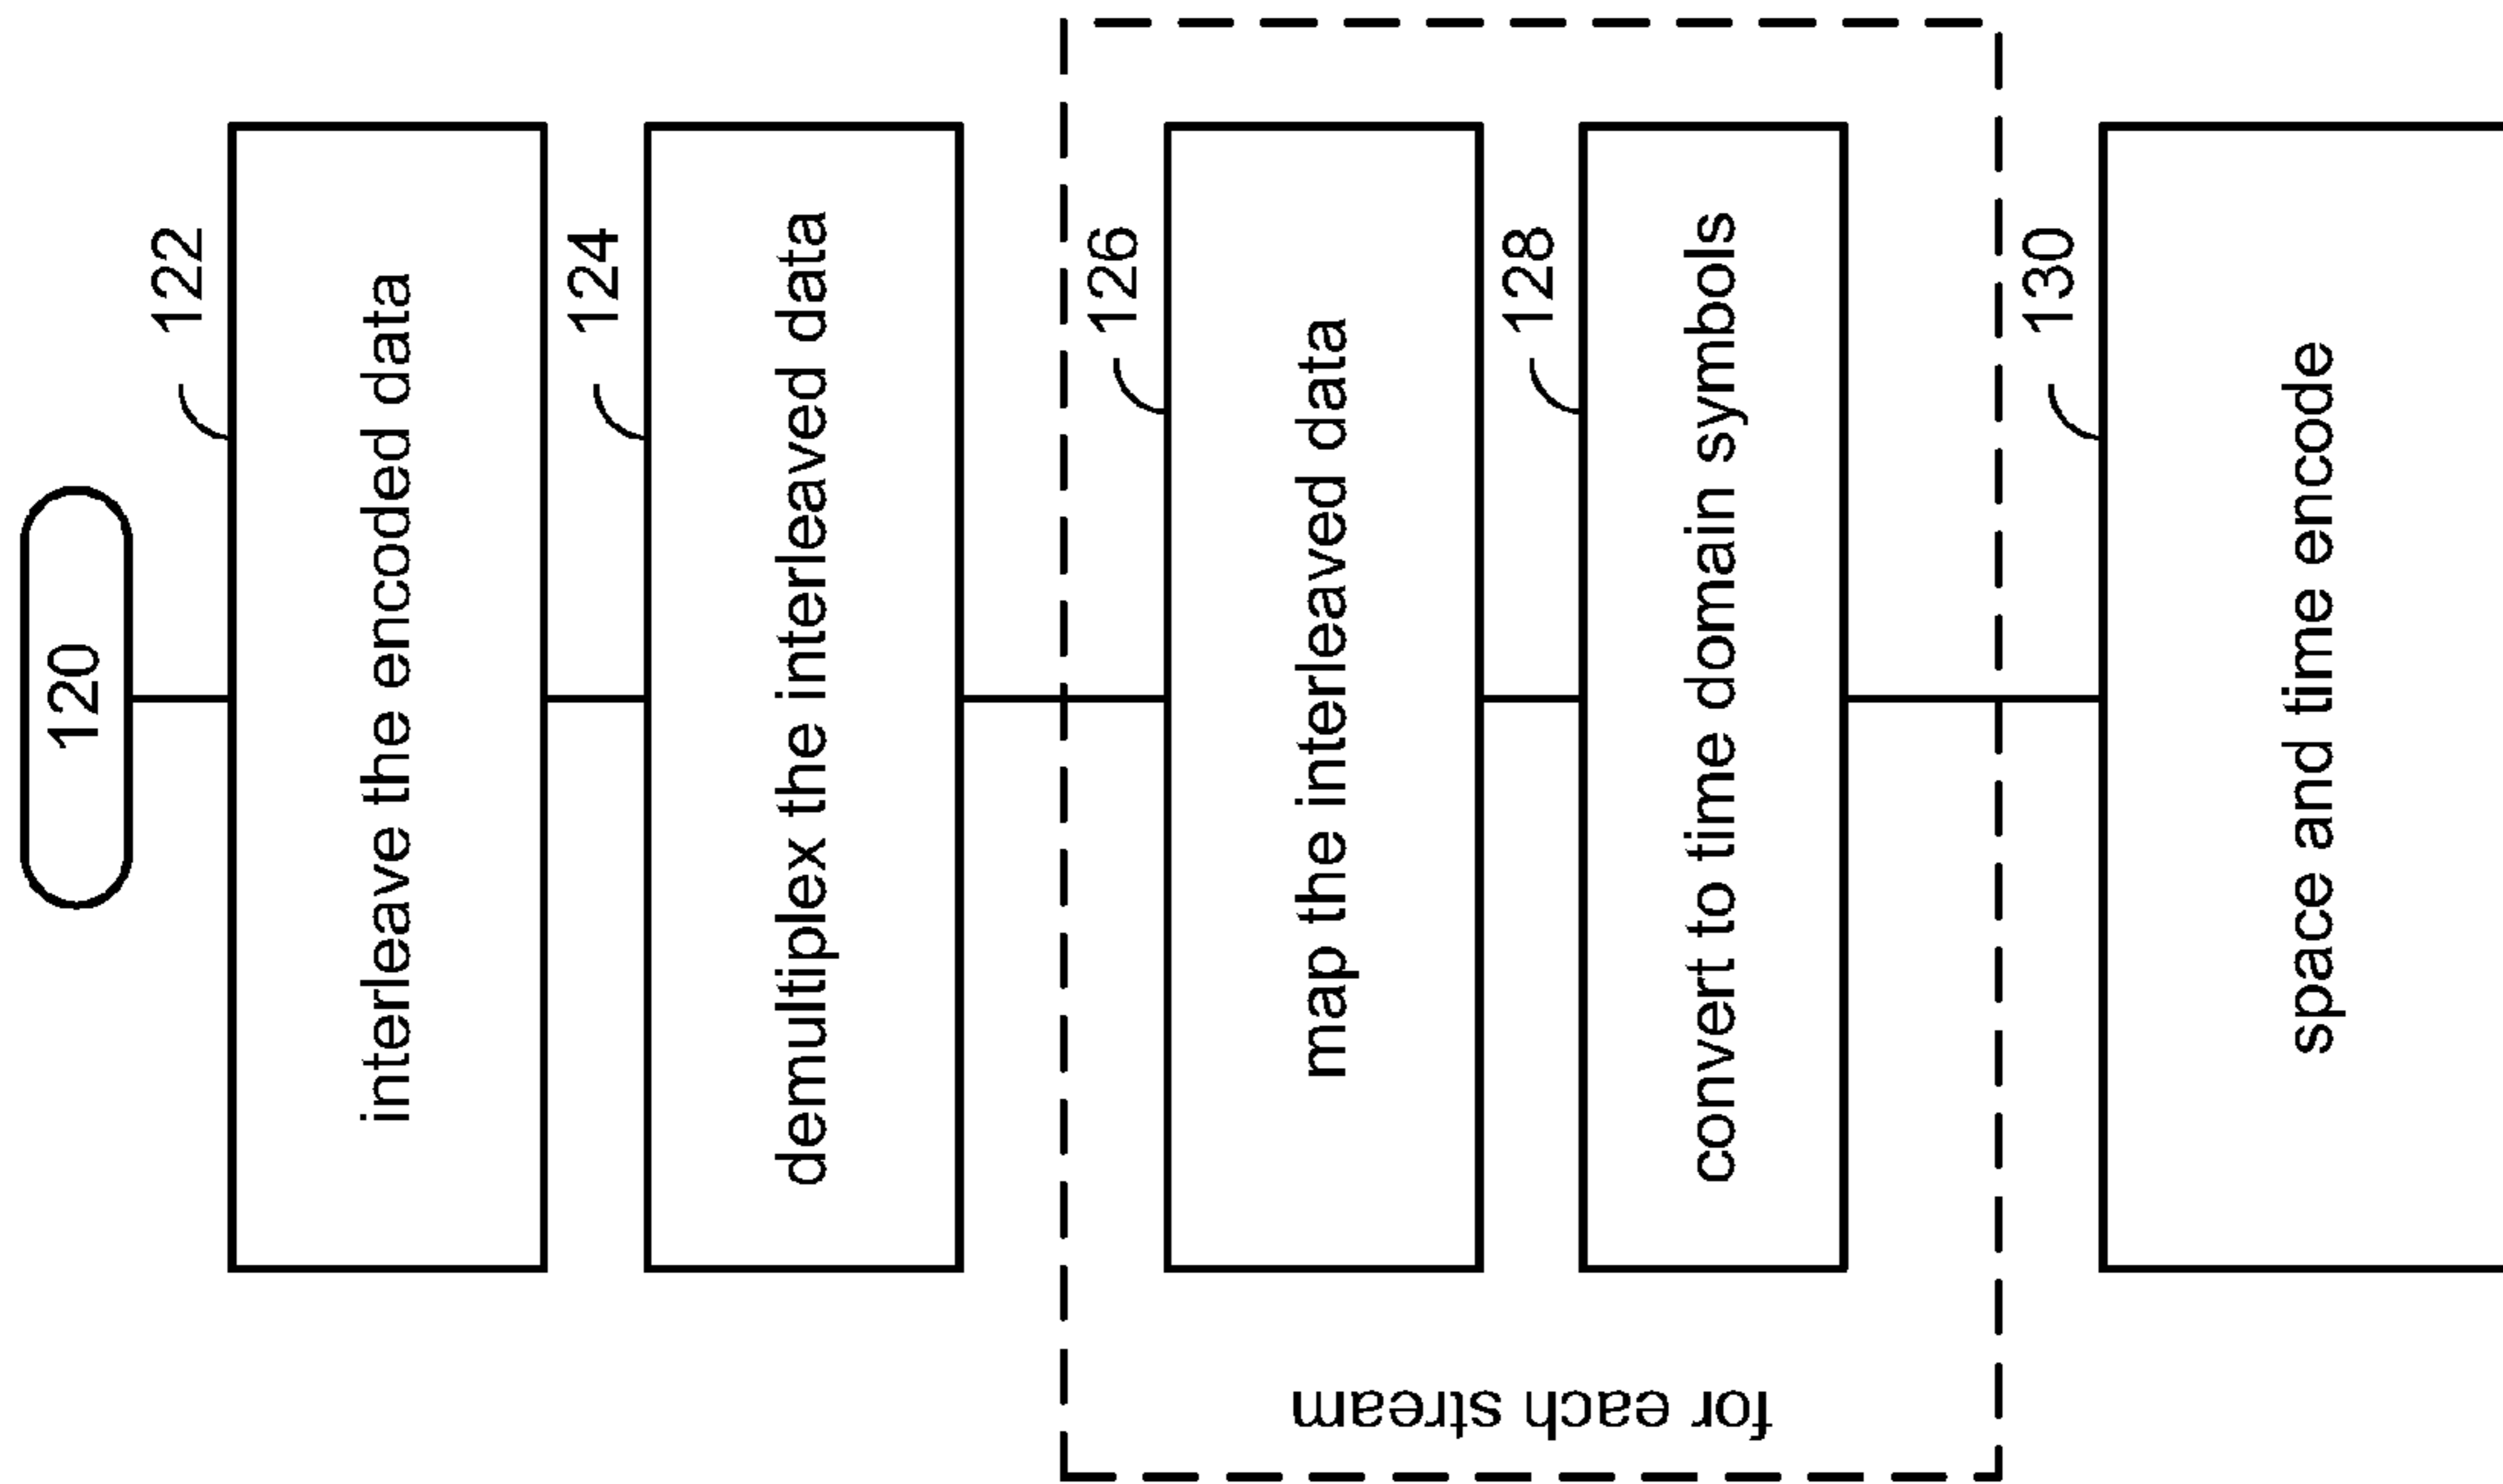 120
122
interleave the encoded data
124
demultiplex the interleaved data
126
map the interleaved data
128
convert to time domain symbols
for each stream
130
space and time encode